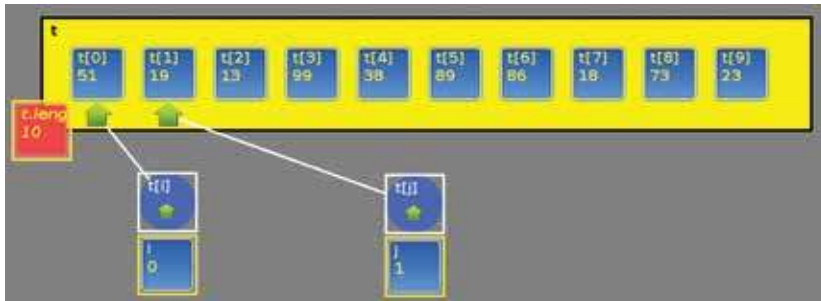 t
t[0] t[1] t[2] t[3] t[4] t[5] t[6] t[7] t[8] t[9]
51 19 13 99 38 89 86 18 73 23
t.leng
10
t[i] t[j]
i j
0 1